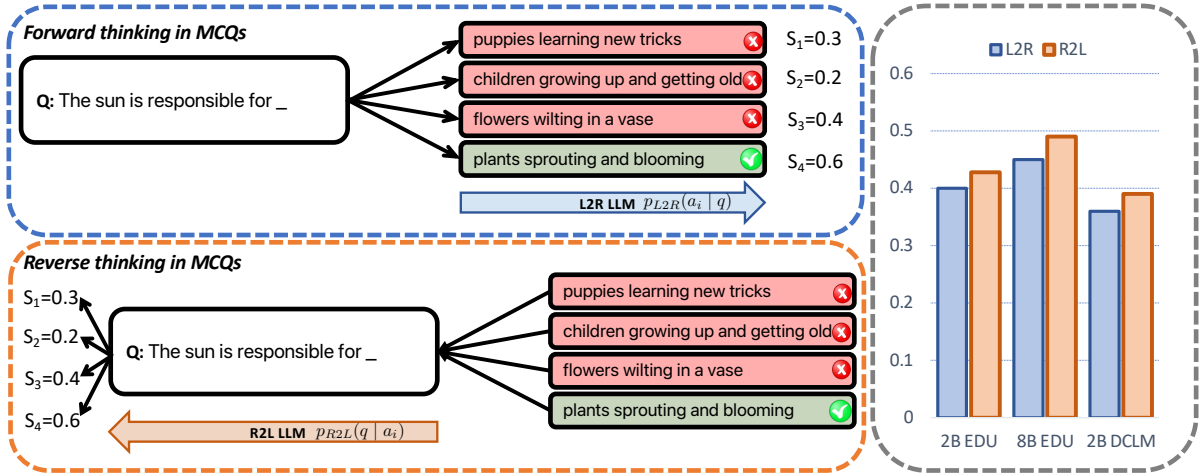 Forward thinking in MCQs
Q: The sun is responsible for _
puppies learning new tricks
S1=0.3
children growing up and getting old
S2=0.2
flowers wilting in a vase
S3=0.4
plants sprouting and blooming
S4=0.6
L2R LLM pL2R(ai | q)
Reverse thinking in MCQs
S1=0.3
S2=0.2
S3=0.4
S4=0.6
Q: The sun is responsible for _
puppies learning new tricks
children growing up and getting old
flowers wilting in a vase
plants sprouting and blooming
R2L LLM pR2L(q | ai)
L2R R2L
0.6
0.5
0.4
0.3
0.2
0.1
0
2B EDU 8B EDU 2B DCLM